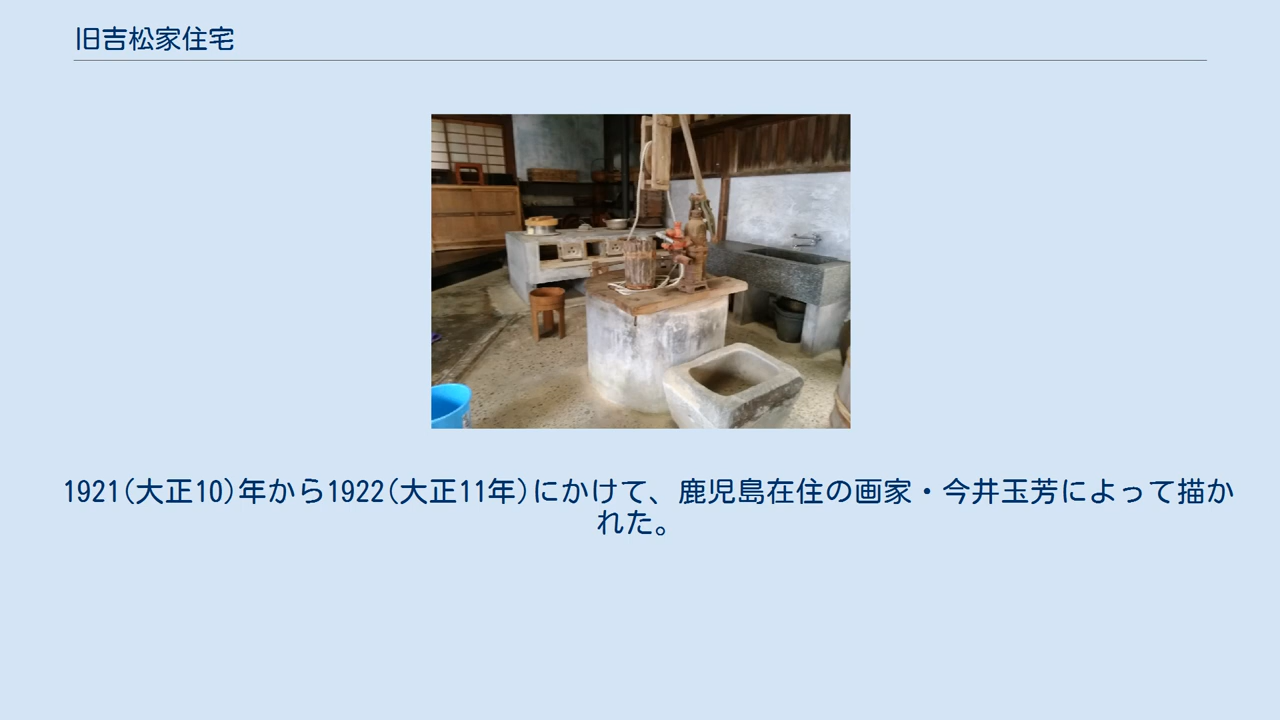 旧吉松家住宅
1921(大正10)年から1922(大正11年)にかけて、鹿児島在住の画家・今井玉芳によって描か
れた。